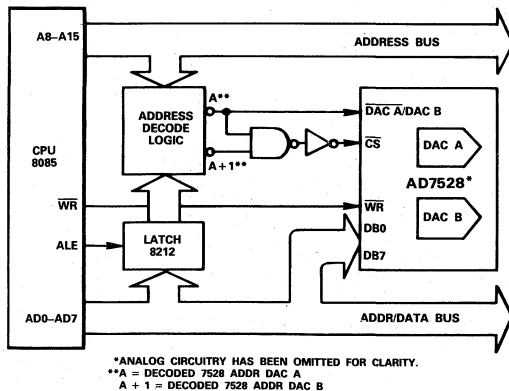 A8–A15
ADDRESS BUS
A**
ADDRESS
DECODE
LOGIC
DAC A/DAC B
CS
DAC A
CPU
8085
A + 1**
AD7528*
WR
WR
DAC B
DB0
ALE
LATCH
8212
DB7
AD0–AD7
ADDR/DATA BUS
*ANALOG CIRCUITRY HAS BEEN OMITTED FOR CLARITY.
**A = DECODED 7528 ADDR DAC A
A + 1 = DECODED 7528 ADDR DAC B